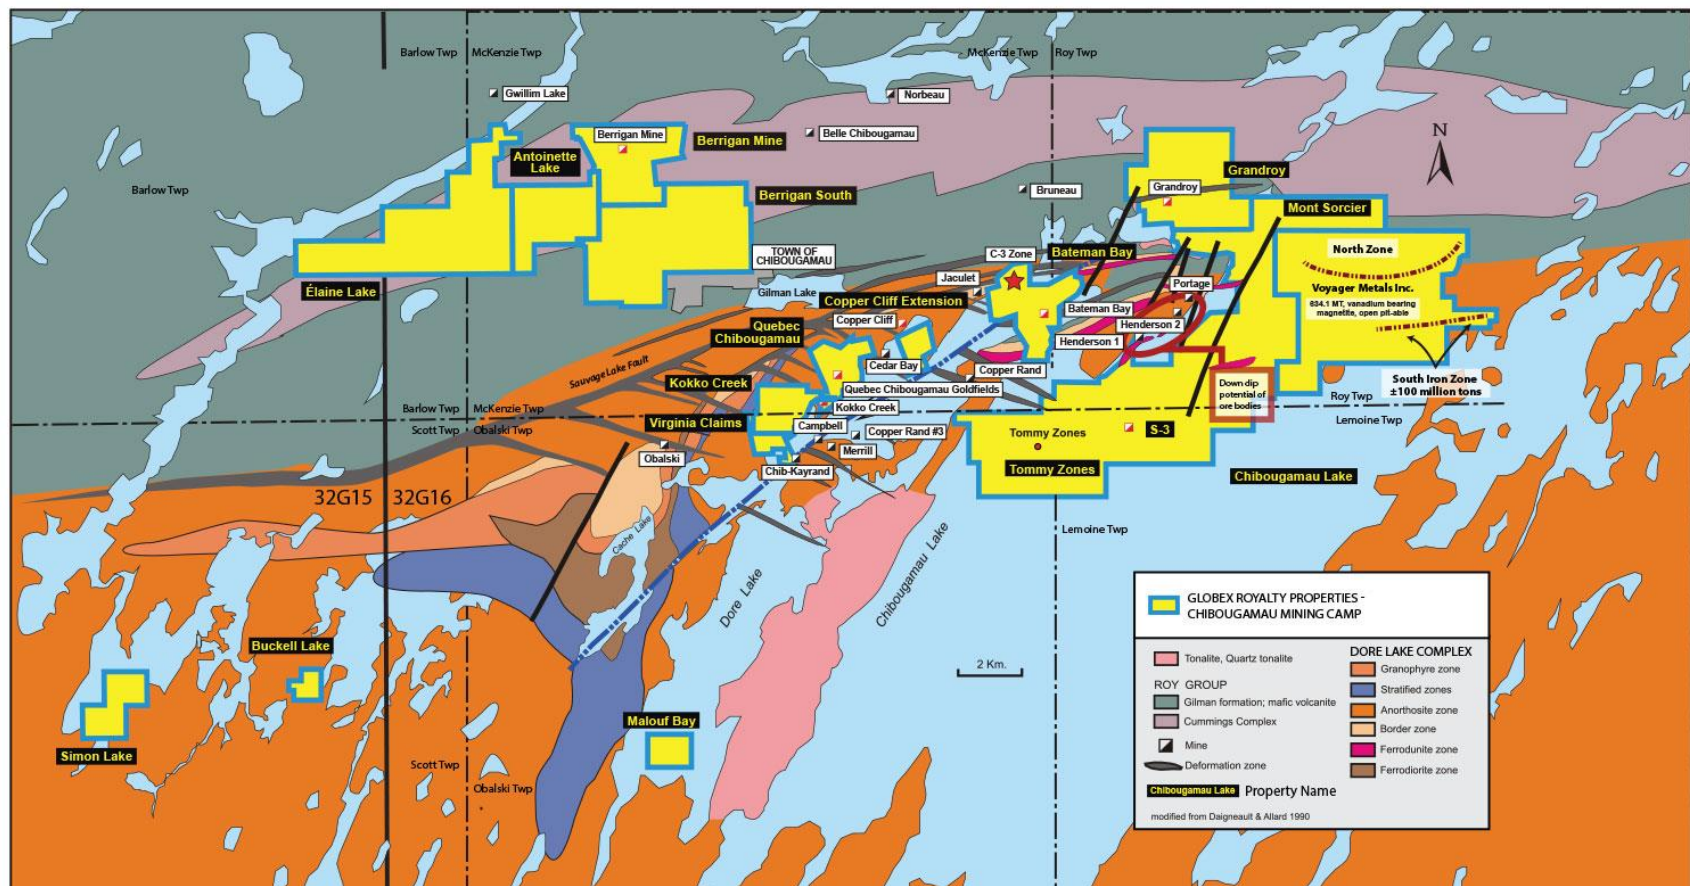 Barlow Twp
McKenzie Twp
McKenzie Twp
Roy Twp
N
Gwillim Lake
Norbeau
Berrigan Mine
Belle Chibougamau
Berrigan Mine
Antoinette
Lake
Barlow Twp
Berrigan South
Bruneau
Grandroy
Grandroy
Mont Sorcier
TOWN OF
CHIBOUGAMAU
C-3 Zone
Bateman Bay
North Zone
Élaine Lake
Gilman Lake
Jaculet
Portage
Voyager Metals Inc.
634.1 MT, vanadium bearing
magnetite, open pit-able
Copper Cliff Extension
Bateman Bay
Copper Cliff
Henderson 2
Quebec
Chibougamau
Henderson 1
Sauvage Lake Fault
Cedar Bay
Copper Rand
Kokko Creek
Quebec Chibougamau Goldfields
Down dip
potential of
ore bodies
South Iron Zone
±100 million tons
Barlow Twp
McKenzie Twp
Kokko Creek
Roy Twp
Scott Twp
Obalski Twp
Virginia Claims
Campbell
Copper Rand #3
Lemoine Twp
Tommy Zones
S-3
Obalski
Merrill
Chib-Kayrand
Tommy Zones
Chibougamau Lake
32G15
32G16
Cache Lake
Lemoine Twp
Dore Lake
Chibougamau Lake
Buckell Lake
2 Km.
Simon Lake
Malouf Bay
Scott Twp
Obalski Twp
GLOBEX ROYALTY PROPERTIES -
CHIBOUGAMAU MINING CAMP
Tonalite, Quartz tonalite
ROY GROUP
Gilman formation; mafic volcanite
Cummings Complex
Mine
Deformation zone
Chibougamau Lake Property Name
modified from Daigneault & Allard 1990
DORE LAKE COMPLEX
Granophyre zone
Stratified zones
Anorthosite zone
Border zone
Ferrodunite zone
Ferrodiorite zone